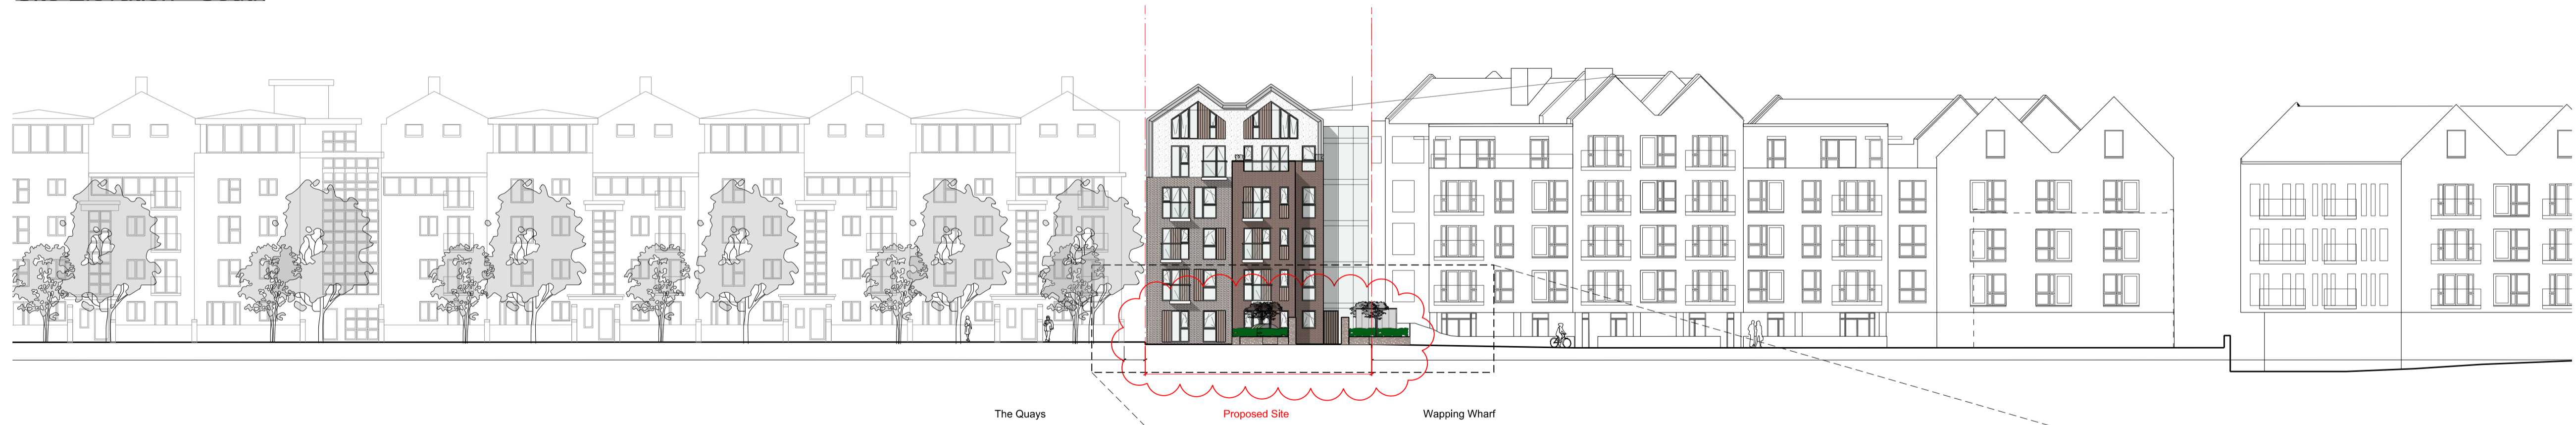 The Quays
Proposed Site
Wapping Wharf